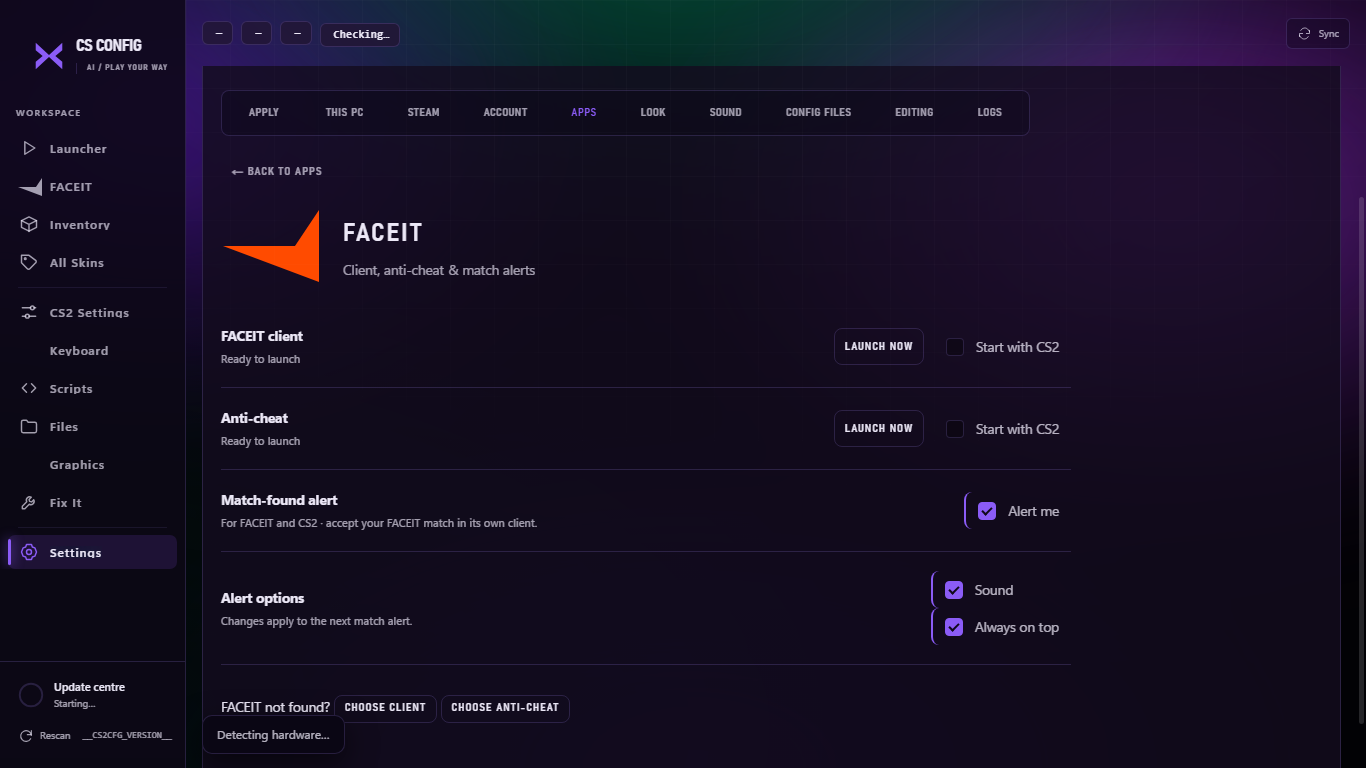 CS CONFIG
AI / PLAY YOUR WAY
WORKSPACE
Launcher
FACEIT
Inventory
All Skins
CS2 Settings
Keyboard
Scripts
Files
Graphics
Fix It
Settings
Update centre
Starting...
Rescan __CS2CFG_VERSION__
– – – Checking…
Sync
APPLY THIS PC STEAM ACCOUNT APPS LOOK SOUND CONFIG FILES EDITING LOGS
← BACK TO APPS
FACEIT
Client, anti-cheat & match alerts
FACEIT client
Ready to launch
LAUNCH NOW Start with CS2
Anti-cheat
Ready to launch
LAUNCH NOW Start with CS2
Match-found alert
For FACEIT and CS2 · accept your FACEIT match in its own client.
Alert me
Alert options
Changes apply to the next match alert.
Sound
Always on top
FACEIT not found? CHOOSE CLIENT CHOOSE ANTI-CHEAT
Detecting hardware...